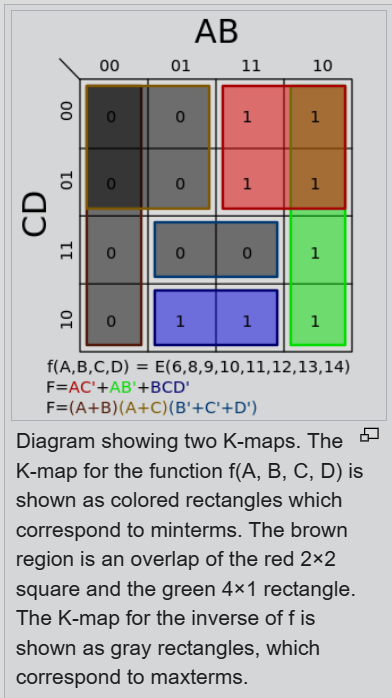 AB
00 01 11 10
CD
00 0 0 1 1
01 0 0 1 1
11 0 0 0 1
10 0 1 1 1
f(A,B,C,D) = E(6,8,9,10,11,12,13,14)
F=AC'+AB'+BCD'
F=(A+B)(A+C)(B'+C'+D')
Diagram showing two K-maps. The
K-map for the function f(A, B, C, D) is
shown as colored rectangles which
correspond to minterms. The brown
region is an overlap of the red 2×2
square and the green 4×1 rectangle.
The K-map for the inverse of f is
shown as gray rectangles, which
correspond to maxterms.